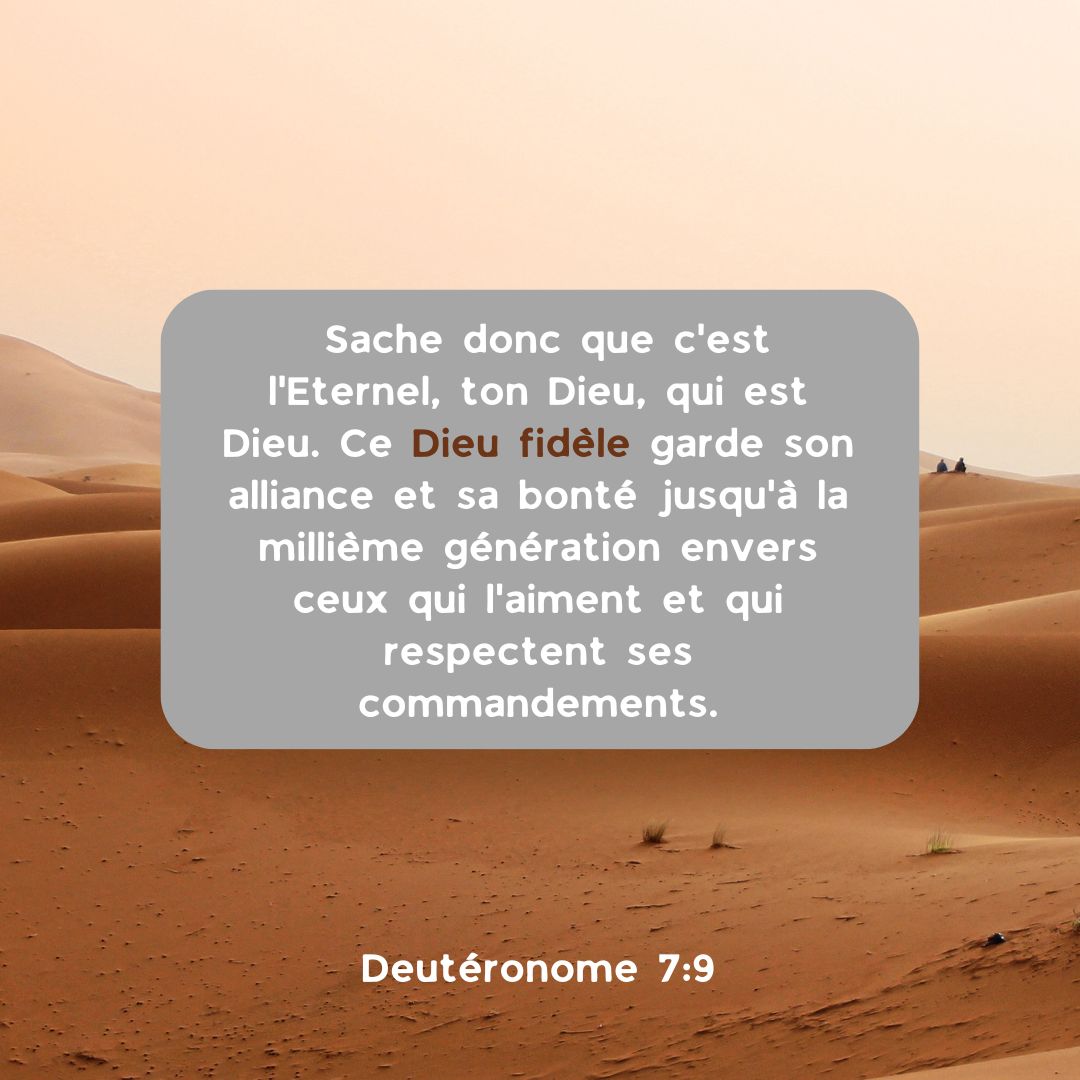 Sache donc que c'est
l'Eternel, ton Dieu, qui est
Dieu. Ce Dieu fidèle garde son
alliance et sa bonté jusqu'à la
millième génération envers
ceux qui l'aiment et qui
respectent ses
commandements.
Deutéronome 7:9